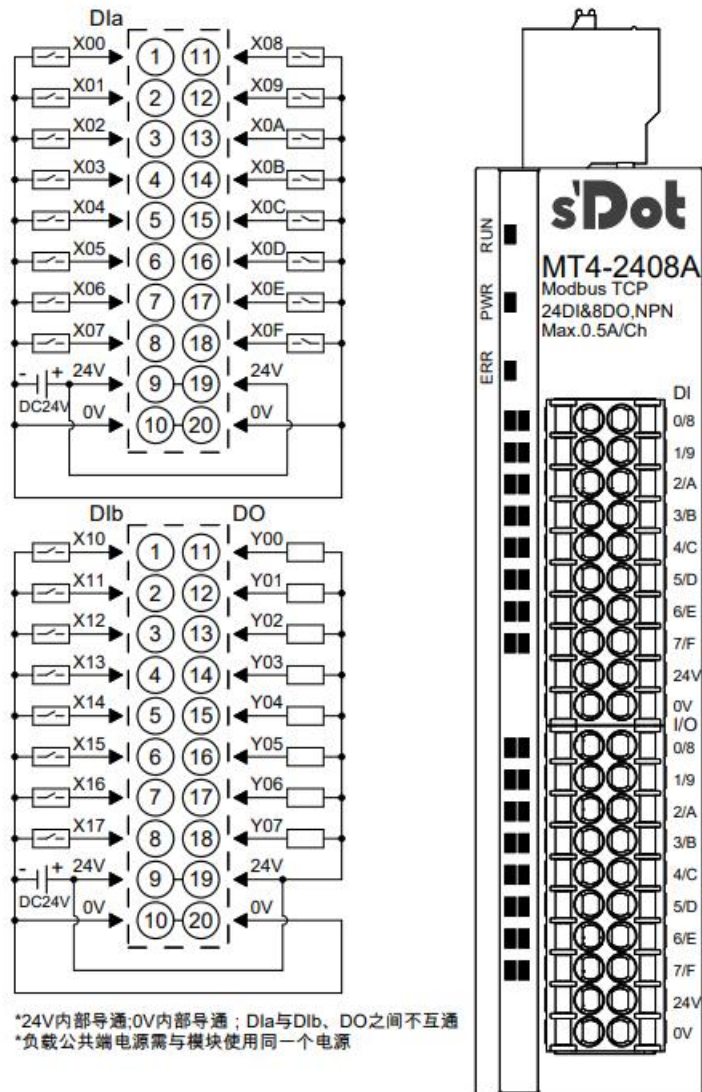 DIa
X00 1 11 X08
X01 2 12 X09
X02 3 13 X0A
X03 4 14 X0B
X04 5 15 X0C
X05 6 16 X0D
X06 7 17 X0E
X07 8 18 X0F
- + 24V 9 19 24V
DC24V
0V 10 20 0V
DIb DO
X10 1 11 Y00
X11 2 12 Y01
X12 3 13 Y02
X13 4 14 Y03
X14 5 15 Y04
X15 6 16 Y05
X16 7 17 Y06
X17 8 18 Y07
- + 24V 9 19 24V
DC24V
0V 10 20 0V
*24V内部导通;0V内部导通；DIa与DIb、DO之间不互通
*负载公共端电源需与模块使用同一个电源
s'Dot
MT4-2408A
Modbus TCP
24DI&8DO,NPN
Max.0.5A/Ch
RUN
PWR
ERR
DI
0/8
1/9
2/A
3/B
4/C
5/D
6/E
7/F
24V
0V
I/O
0/8
1/9
2/A
3/B
4/C
5/D
6/E
7/F
24V
0V